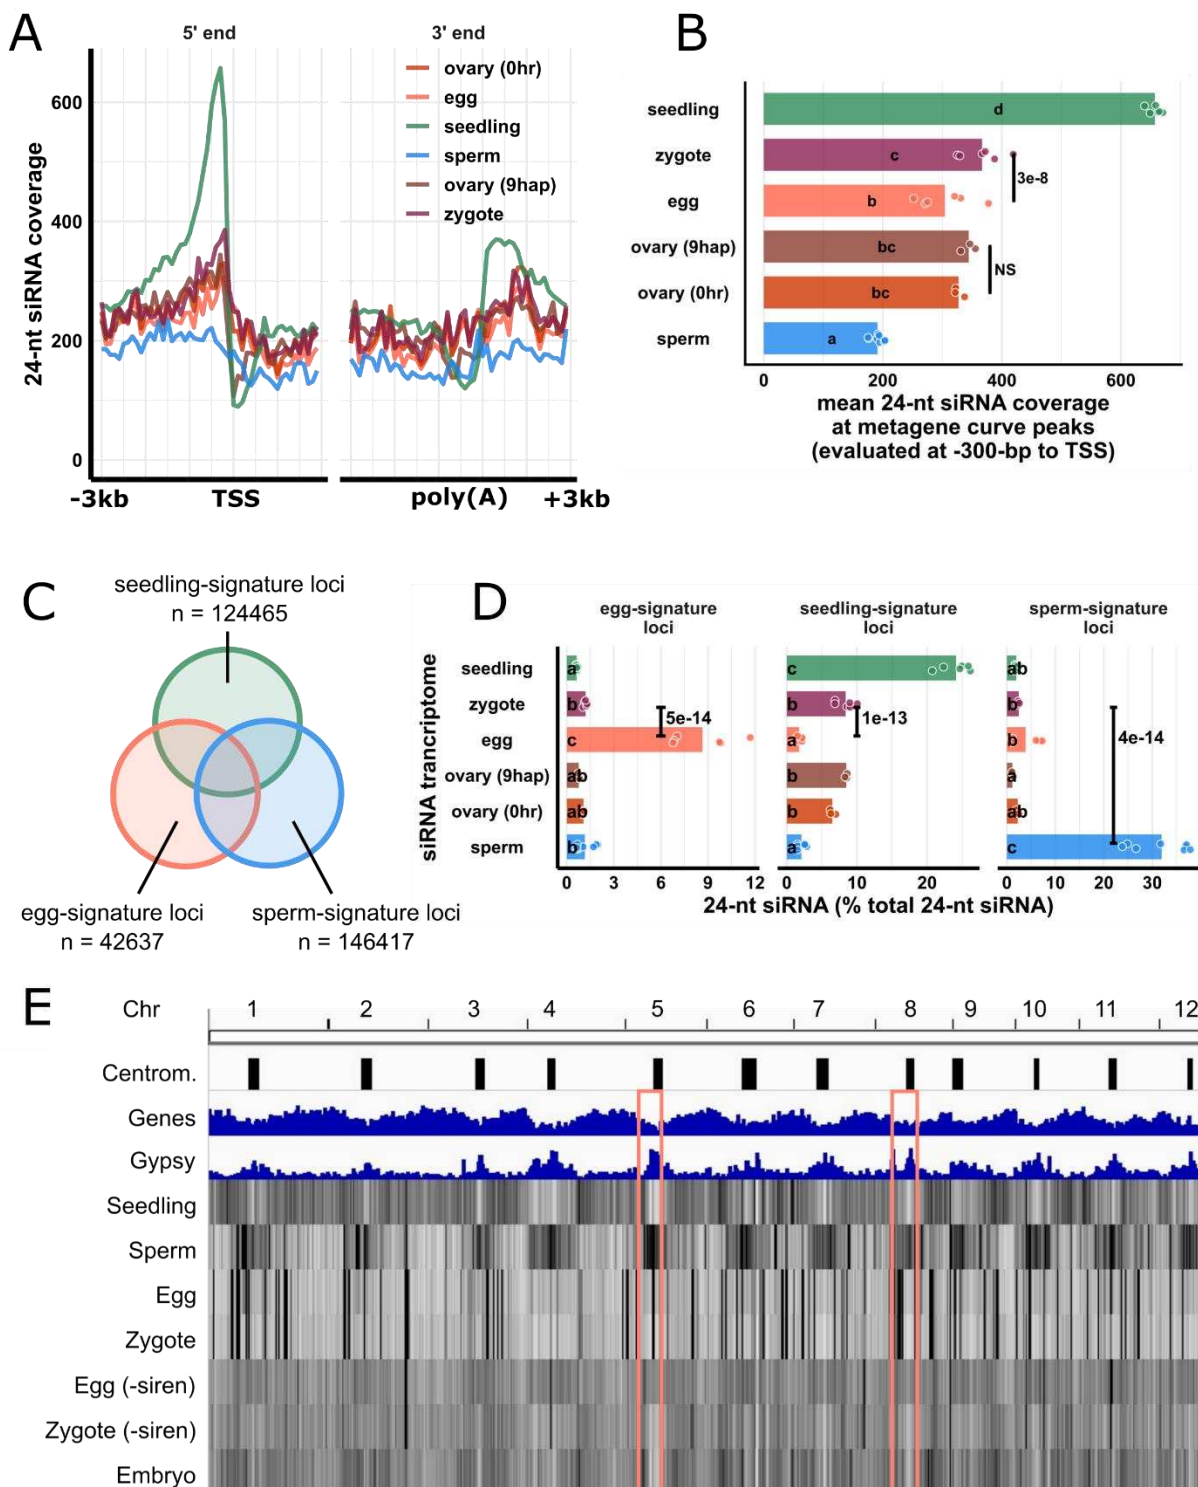 A
5' end
3' end
ovary (0hr)
egg
seedling
sperm
ovary (9hap)
zygote
24-nt siRNA coverage
600
400
200
0
-3kb
TSS
poly(A)
+3kb
B
seedling
zygote
egg
ovary (9hap)
ovary (0hr)
sperm
d
c
b
bc
bc
a
3e-8
NS
0
200
400
600
mean 24-nt siRNA coverage
at metagene curve peaks
(evaluated at -300-bp to TSS)
C
seedling-signature loci
n = 124465
egg-signature loci
n = 42637
sperm-signature loci
n = 146417
D
egg-signature
loci
seedling-signature
loci
sperm-signature
loci
siRNA trancriptome
seedling
zygote
egg
ovary (9hap)
ovary (0hr)
sperm
a
b
c
ab
ab
b
5e-14
c
b
a
b
b
a
1e-13
ab
b
b
a
ab
c
4e-14
0
3
6
9
12
0
10
20
0
10
20
30
24-nt siRNA (% total 24-nt siRNA)
E
Chr
1
2
3
4
5
6
7
8
9
10
11
12
Centrom.
Genes
Gypsy
Seedling
Sperm
Egg
Zygote
Egg (-siren)
Zygote (-siren)
Embryo